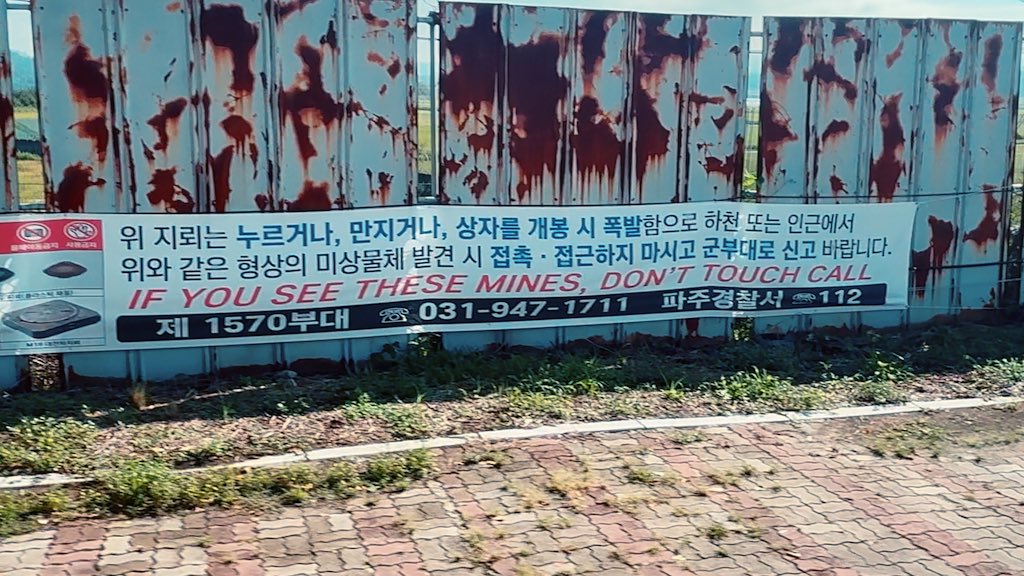 사용금지
위 지뢰는 누르거나, 만지거나, 상자를 개봉 시 폭발함으로 하천 또는 인근에서
위와 같은 형상의 미상물체 발견 시 접촉 · 접근하지 마시고 군부대로 신고 바랍니다.
IF YOU SEE THESE MINES, DON'T TOUCH CALL
제 1570부대 ☎031-947-1711 파주경찰서 ☎112